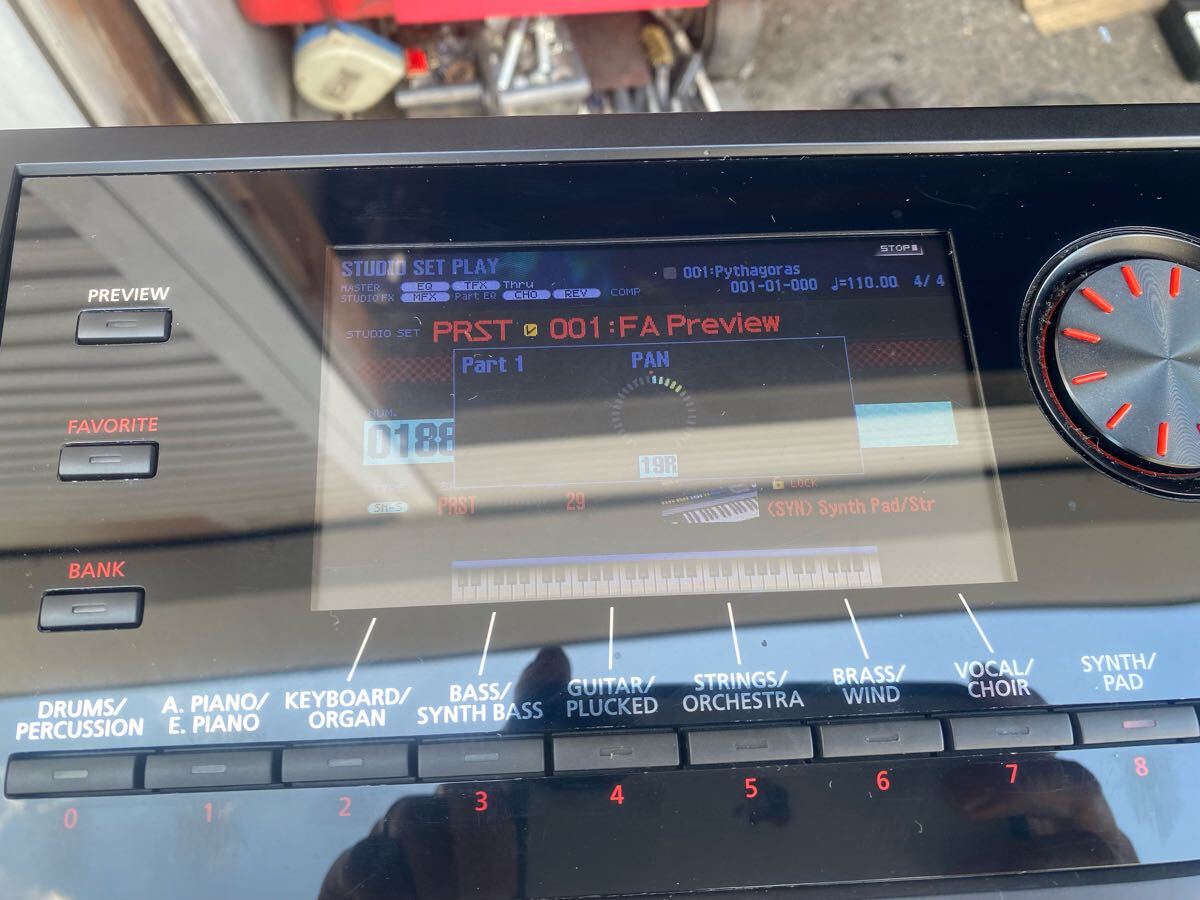 STOP
STUDIO SET PLAY
001:Pythagoras
MASTER EQ TFX Thru
001-01-000 ♩=110.00 4/4
STUDIO FX MFX Part EQ CHO REV COMP
STUDIO SET PRST 001:FA Preview
Part 1 PAN
NUM.
0188
19R
LOCK
SN-S PRST 29 (SYN) Synth Pad/Str
PREVIEW
FAVORITE
BANK
DRUMS/
PERCUSSION
A. PIANO/
E. PIANO
KEYBOARD/
ORGAN
BASS/
SYNTH BASS
GUITAR/
PLUCKED
STRINGS/
ORCHESTRA
BRASS/
WIND
VOCAL/
CHOIR
SYNTH/
PAD
0 1 2 3 4 5 6 7 8